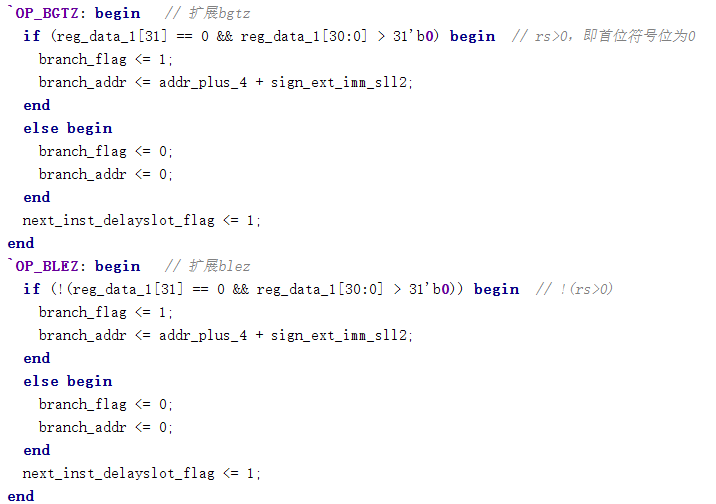 `OP_BGTZ: begin   // 扩展bgtz
  if (reg_data_1[31] == 0 && reg_data_1[30:0] > 31'b0) begin  // rs>0，即首位符号位为0
    branch_flag <= 1;
    branch_addr <= addr_plus_4 + sign_ext_imm_sll2;
  end
  else begin
    branch_flag <= 0;
    branch_addr <= 0;
  end
  next_inst_delayslot_flag <= 1;
end
`OP_BLEZ: begin   // 扩展blez
  if (!(reg_data_1[31] == 0 && reg_data_1[30:0] > 31'b0)) begin  // !(rs>0)
    branch_flag <= 1;
    branch_addr <= addr_plus_4 + sign_ext_imm_sll2;
  end
  else begin
    branch_flag <= 0;
    branch_addr <= 0;
  end
  next_inst_delayslot_flag <= 1;
end